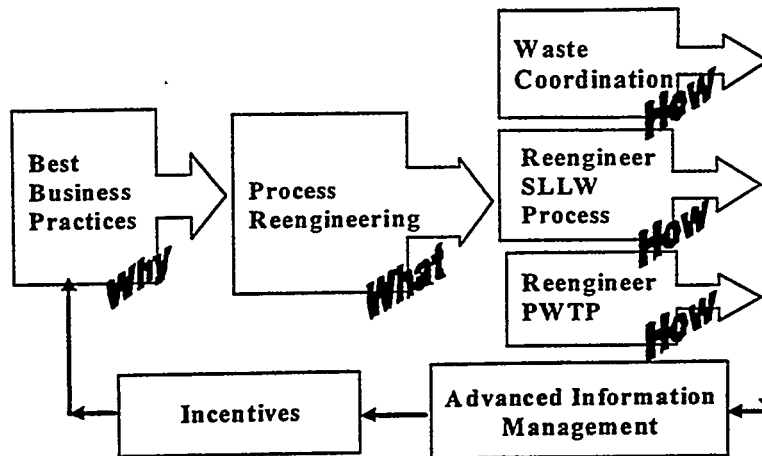 Best
Business
Practices
Why
Process
Reengineering
What
Waste
Coordination
How
Reengineer
SLLW
Process
How
Reengineer
PWTP
How
Incentives
Advanced Information
Management